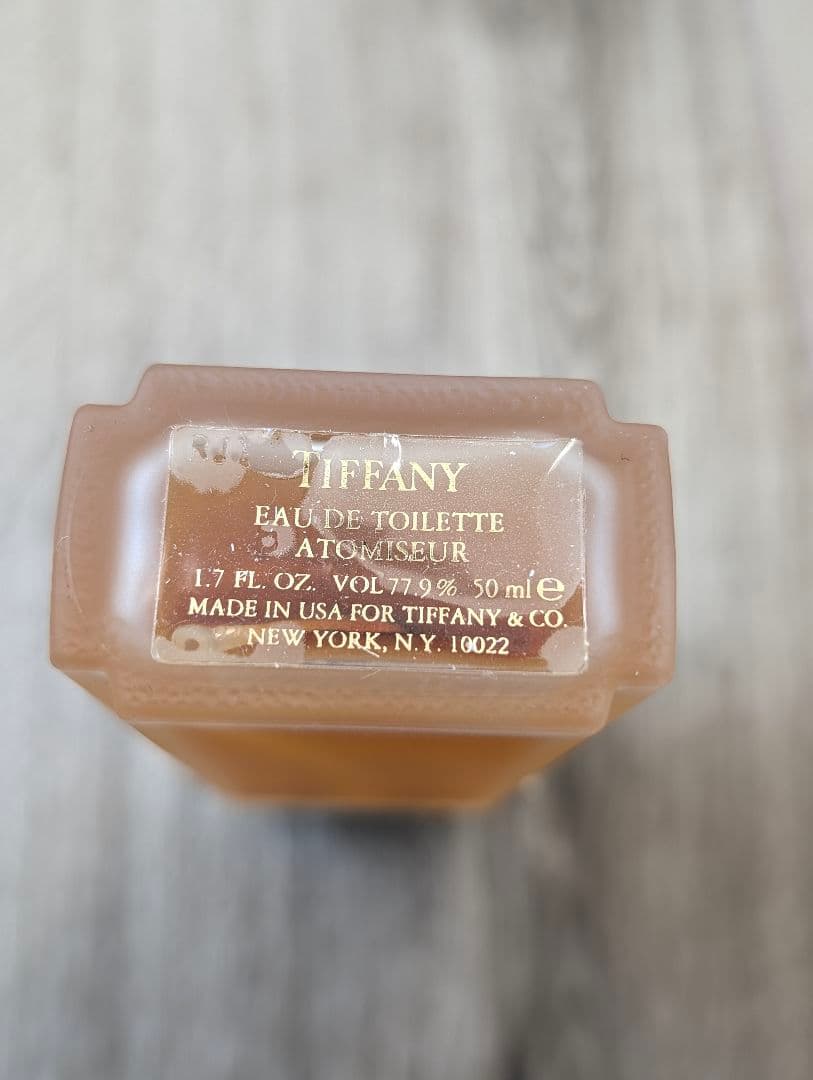 TIFFANY
EAU DE TOILETTE
ATOMISEUR
1.7 FL. OZ. VOL 77.9% 50 ml ℮
MADE IN USA FOR TIFFANY & CO.
NEW YORK, N.Y. 10022